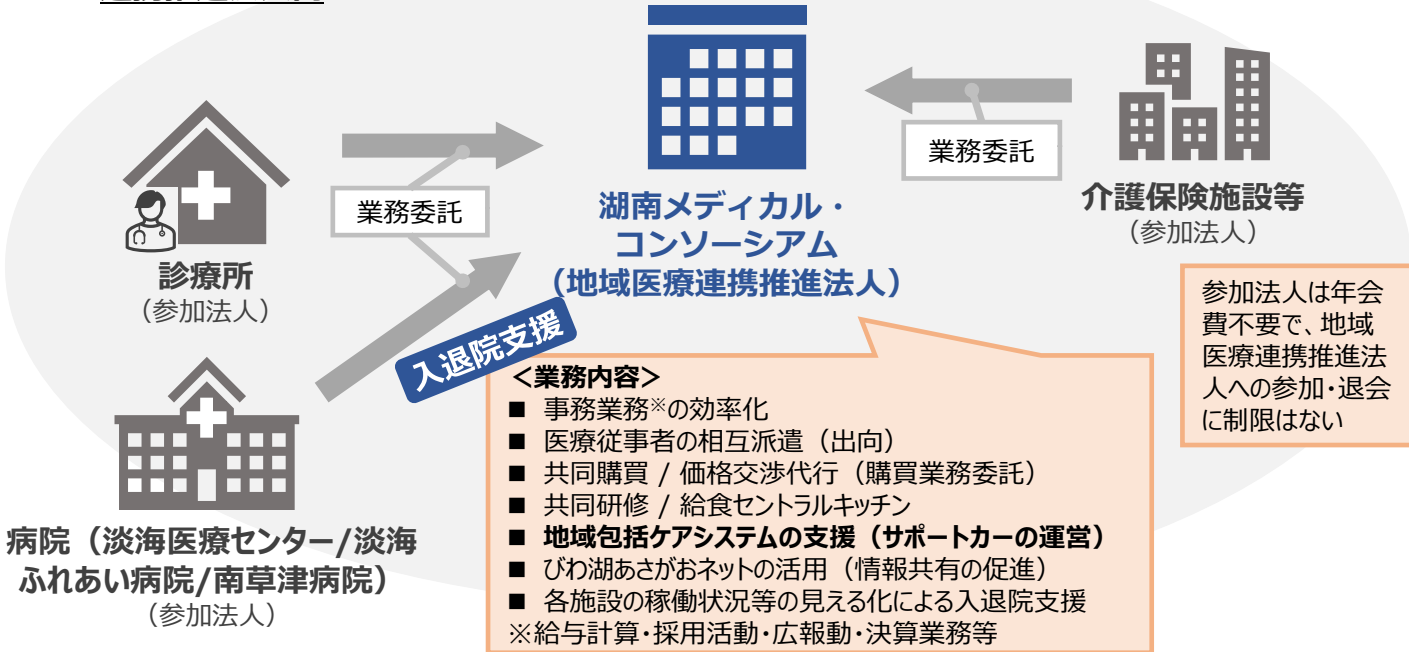 業務委託
業務委託
湖南メディカル・
コンソーシアム
（地域医療連携推進法人）
介護保険施設等
（参加法人）
診療所
（参加法人）
参加法人は年会
費不要で、地域
医療連携推進法
人への参加・退会
に制限はない
入退院支援
＜業務内容＞
■ 事務業務※の効率化
■ 医療従事者の相互派遣（出向）
■ 共同購買 / 価格交渉代行（購買業務委託）
■ 共同研修 / 給食セントラルキッチン
■ 地域包括ケアシステムの支援（サポートカーの運営）
■ びわ湖あさがおネットの活用（情報共有の促進）
■ 各施設の稼働状況等の見える化による入退院支援
※給与計算・採用活動・広報動・決算業務等
病院（淡海医療センター/淡海
ふれあい病院/南草津病院）
（参加法人）